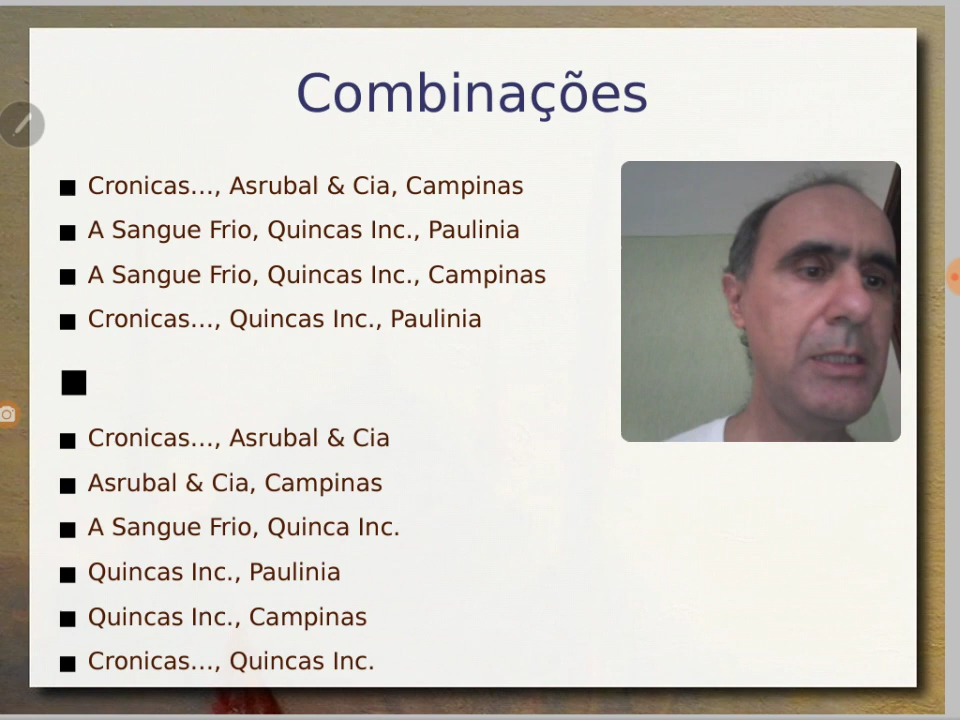 Combinações
Cronicas..., Asrubal & Cia, Campinas
A Sangue Frio, Quincas Inc., Paulinia
A Sangue Frio, Quincas Inc., Campinas
Cronicas..., Quincas Inc., Paulinia
Cronicas..., Asrubal & Cia
Asrubal & Cia, Campinas
A Sangue Frio, Quinca Inc.
Quincas Inc., Paulinia
Quincas Inc., Campinas
Cronicas..., Quincas Inc.